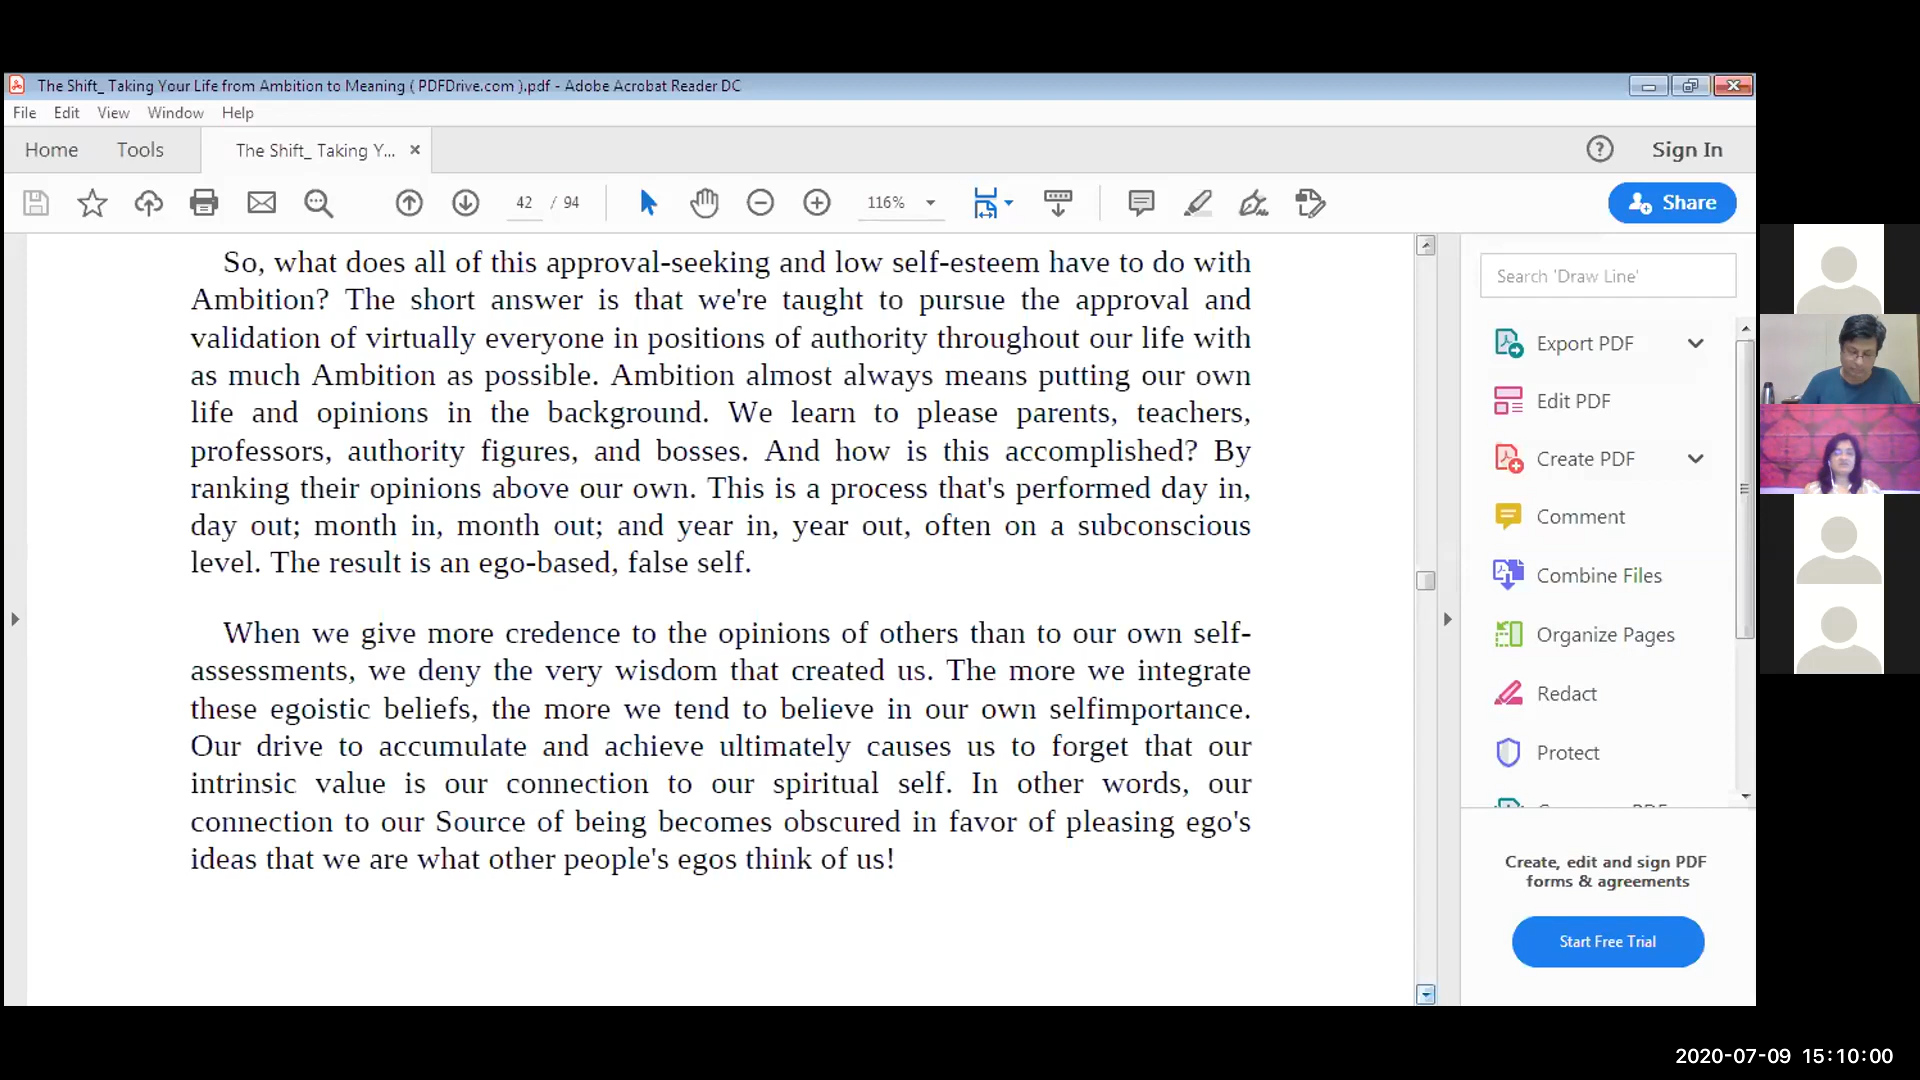 The Shift_ Taking Your Life from Ambition to Meaning ( PDFDrive.com ).pdf - Adobe Acrobat Reader DC
File Edit View Window Help
Home Tools The Shift_ Taking Y... Sign In
42 / 94 116% Share
So, what does all of this approval-seeking and low self-esteem have to do with
Ambition? The short answer is that we're taught to pursue the approval and
validation of virtually everyone in positions of authority throughout our life with
as much Ambition as possible. Ambition almost always means putting our own
life and opinions in the background. We learn to please parents, teachers,
professors, authority figures, and bosses. And how is this accomplished? By
ranking their opinions above our own. This is a process that's performed day in,
day out; month in, month out; and year in, year out, often on a subconscious
level. The result is an ego-based, false self.
When we give more credence to the opinions of others than to our own self-
assessments, we deny the very wisdom that created us. The more we integrate
these egoistic beliefs, the more we tend to believe in our own selfimportance.
Our drive to accumulate and achieve ultimately causes us to forget that our
intrinsic value is our connection to our spiritual self. In other words, our
connection to our Source of being becomes obscured in favor of pleasing ego's
ideas that we are what other people's egos think of us!
Search 'Draw Line'
Export PDF
Edit PDF
Create PDF
Comment
Combine Files
Organize Pages
Redact
Protect
Create, edit and sign PDF
forms & agreements
Start Free Trial
2020-07-09 15:10:00